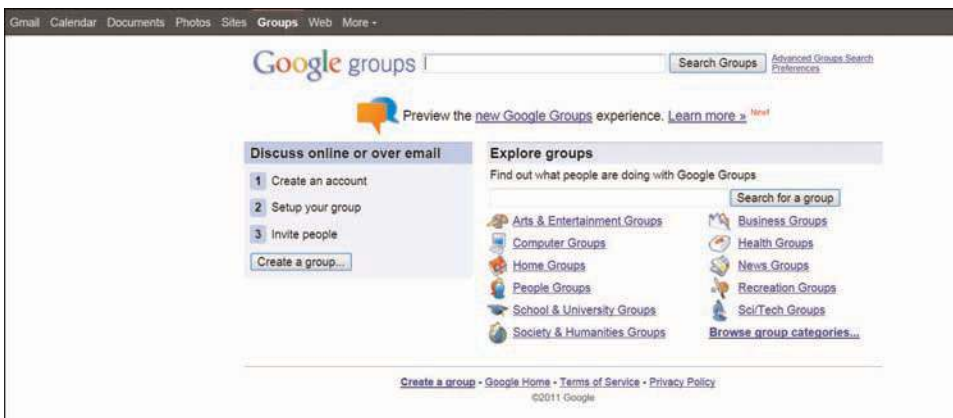 Gmail Calendar Documents Photos Sites Groups Web More
Google groups
Search Groups
Advanced Groups Search
Preferences
Preview the new Google Groups experience. Learn more » New!
Discuss online or over email
1 Create an account
2 Setup your group
3 Invite people
Create a group...
Explore groups
Find out what people are doing with Google Groups
Search for a group
Arts & Entertainment Groups
Computer Groups
Home Groups
People Groups
School & University Groups
Society & Humanities Groups
Business Groups
Health Groups
News Groups
Recreation Groups
Sci/Tech Groups
Browse group categories...
Create a group - Google Home - Terms of Service - Privacy Policy
©2011 Google